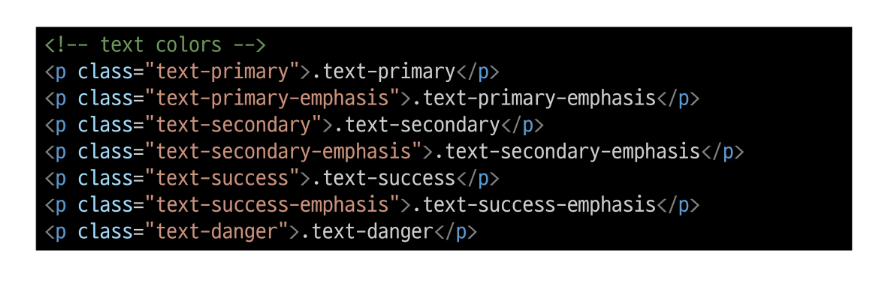 <!-- text colors -->
<p class="text-primary">.text-primary</p>
<p class="text-primary-emphasis">.text-primary-emphasis</p>
<p class="text-secondary">.text-secondary</p>
<p class="text-secondary-emphasis">.text-secondary-emphasis</p>
<p class="text-success">.text-success</p>
<p class="text-success-emphasis">.text-success-emphasis</p>
<p class="text-danger">.text-danger</p>